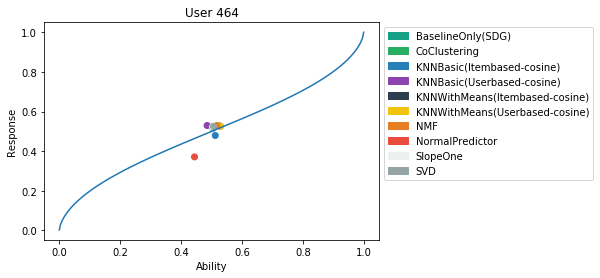 User 464
1.0
0.8
0.6
0.4
0.2
0.0
Response
0.0 0.2 0.4 0.6 0.8 1.0
Ability
BaselineOnly(SDG)
CoClustering
KNNBasic(Itembased-cosine)
KNNBasic(Userbased-cosine)
KNNWithMeans(Itembased-cosine)
KNNWithMeans(Userbased-cosine)
NMF
NormalPredictor
SlopeOne
SVD